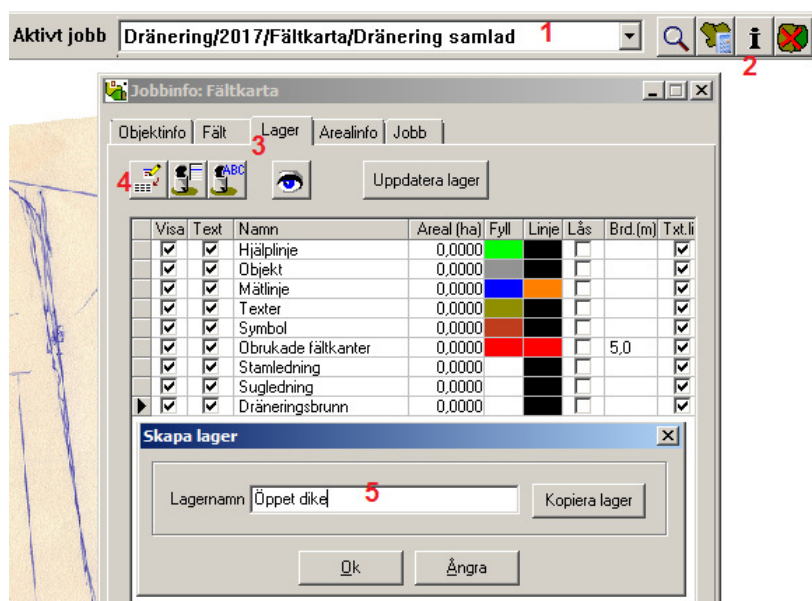 Aktivt jobb Dränering/2017/Fältkarta/Dränering samlad 1
i
2
Jobbinfo: Fältkarta
Objektinfo Fält Lager Arealinfo Jobb
3
4 ABC Uppdatera lager
Visa Text Namn Areal (ha) Fyll Linje Lås Brd.(m) Txt.li
Hjälplinje 0,0000
Objekt 0,0000
Mätlinje 0,0000
Texter 0,0000
Symbol 0,0000
Obrukade fältkanter 0,0000 5,0
Stamledning 0,0000
Sugledning 0,0000
Dräneringsbrunn 0,0000
Skapa lager
Lagernamn Öppet dike 5 Kopiera lager
Ok Ångra